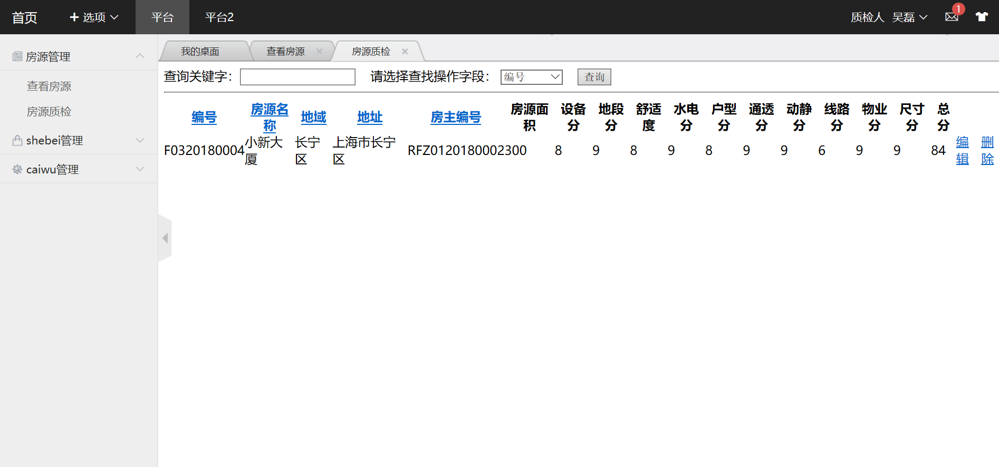 首页 选项 平台 平台2 质检人 吴磊 1
房源管理
查看房源
房源质检
shebei管理
caiwu管理
我的桌面 查看房源 房源质检
查询关键字： 请选择查找操作字段： 编号 查询
编号 房源名称 地域 地址 房主编号 房源面积 设备分 地段分 舒适度 水电分 户型分 通透分 动静分 线路分 物业分 尺寸分 总分
F0320180004 小新大厦 长宁区 上海市长宁区 RFZ0120180002 300 8 9 8 9 8 9 9 6 9 9 84 编辑 删除